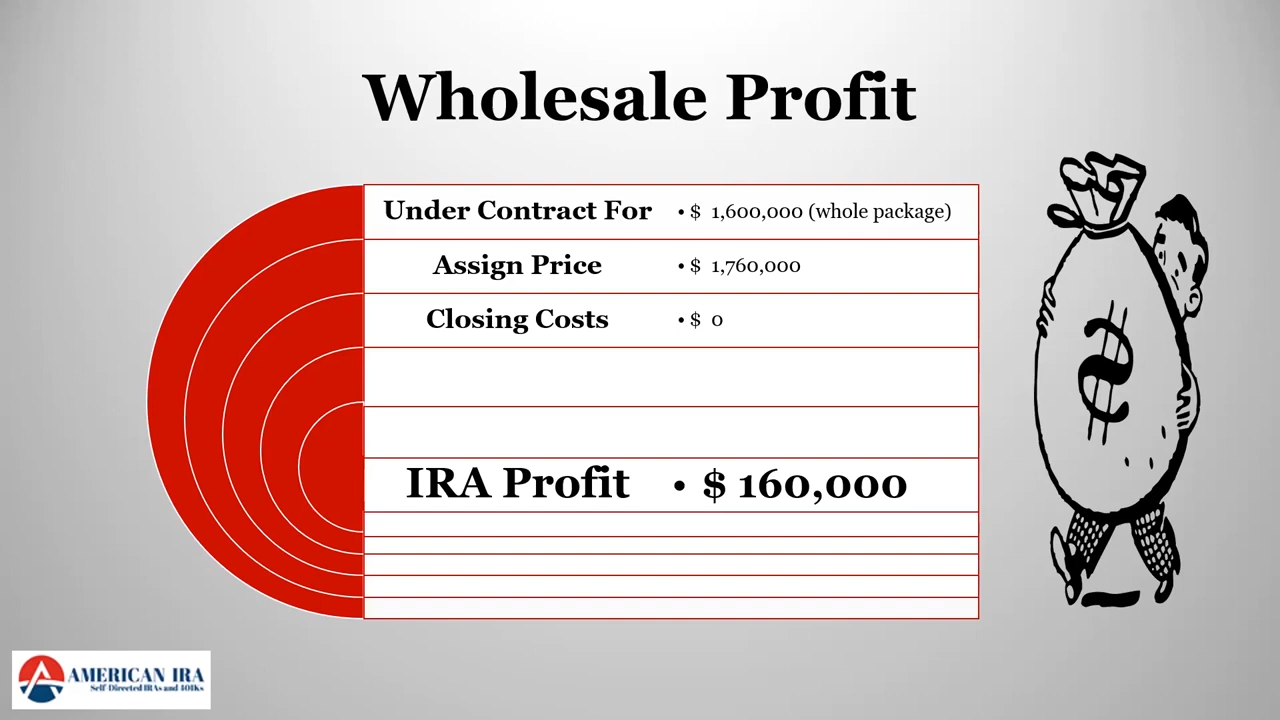 Wholesale Profit
Under Contract For • $ 1,600,000 (whole package)
Assign Price • $ 1,760,000
Closing Costs • $ 0
IRA Profit • $ 160,000
$
AMERICAN IRA
Self-Directed IRAs and 401Ks